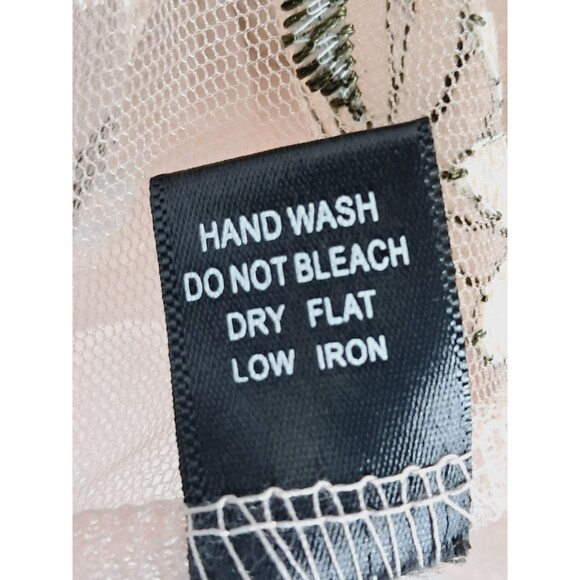 HAND WASH
DO NOT BLEACH
DRY FLAT
LOW IRON